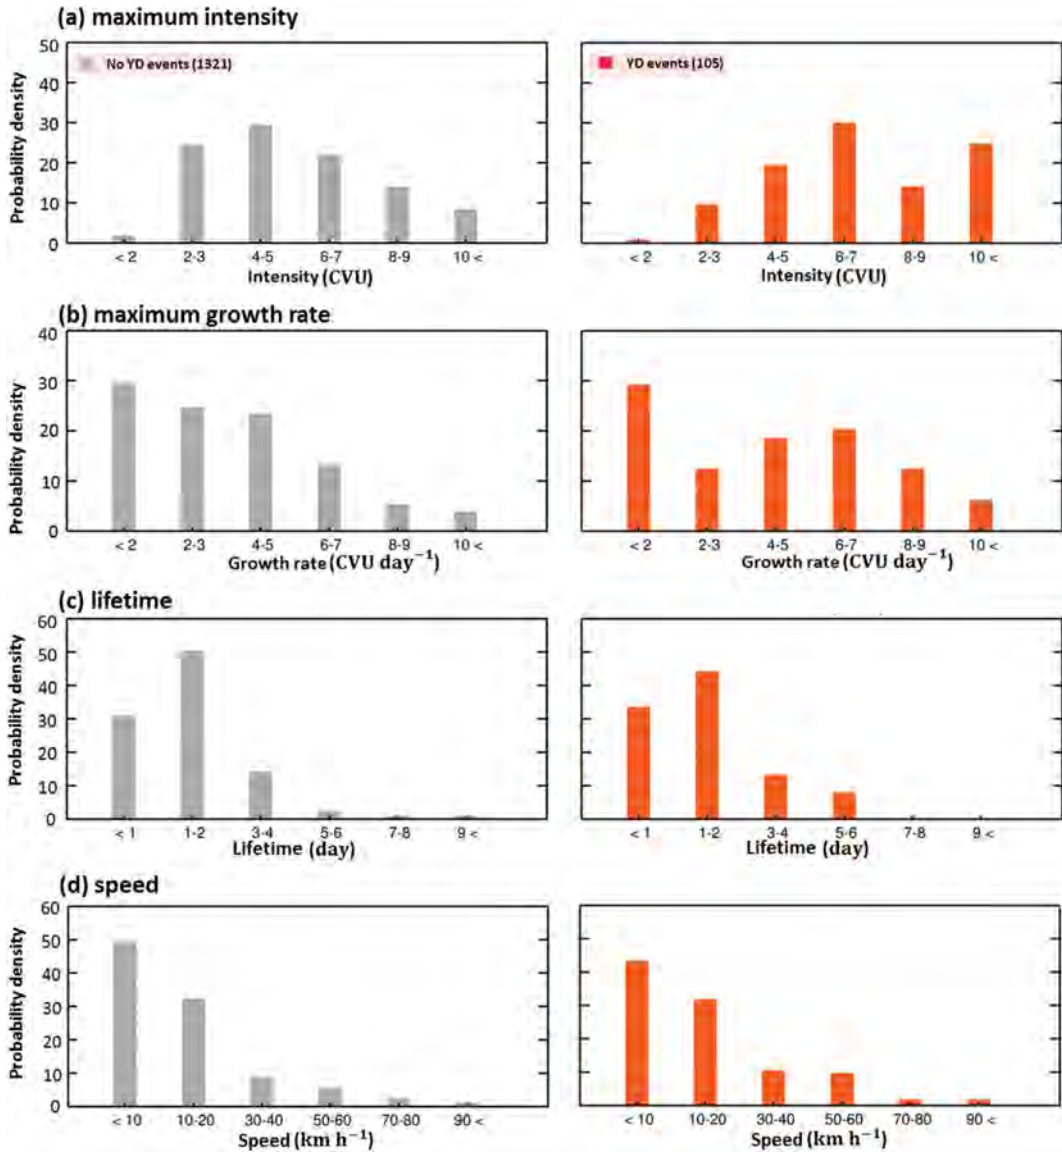 (a) maximum intensity
50
40
30
20
10
0
Probability density
No YD events (1321)
< 2 2-3 4-5 6-7 8-9 10 <
Intensity (CVU)
YD events (105)
< 2 2-3 4-5 6-7 8-9 10 <
Intensity (CVU)
(b) maximum growth rate
40
30
20
10
0
Probability density
< 2 2-3 4-5 6-7 8-9 10 <
Growth rate (CVU day⁻¹)
< 2 2-3 4-5 6-7 8-9 10 <
Growth rate (CVU day⁻¹)
(c) lifetime
60
50
40
30
20
10
0
Probability density
< 1 1-2 3-4 5-6 7-8 9 <
Lifetime (day)
< 1 1-2 3-4 5-6 7-8 9 <
Lifetime (day)
(d) speed
60
50
40
30
20
10
0
Probability density
< 10 10-20 30-40 50-60 70-80 90 <
Speed (km h⁻¹)
< 10 10-20 30-40 50-60 70-80 90 <
Speed (km h⁻¹)